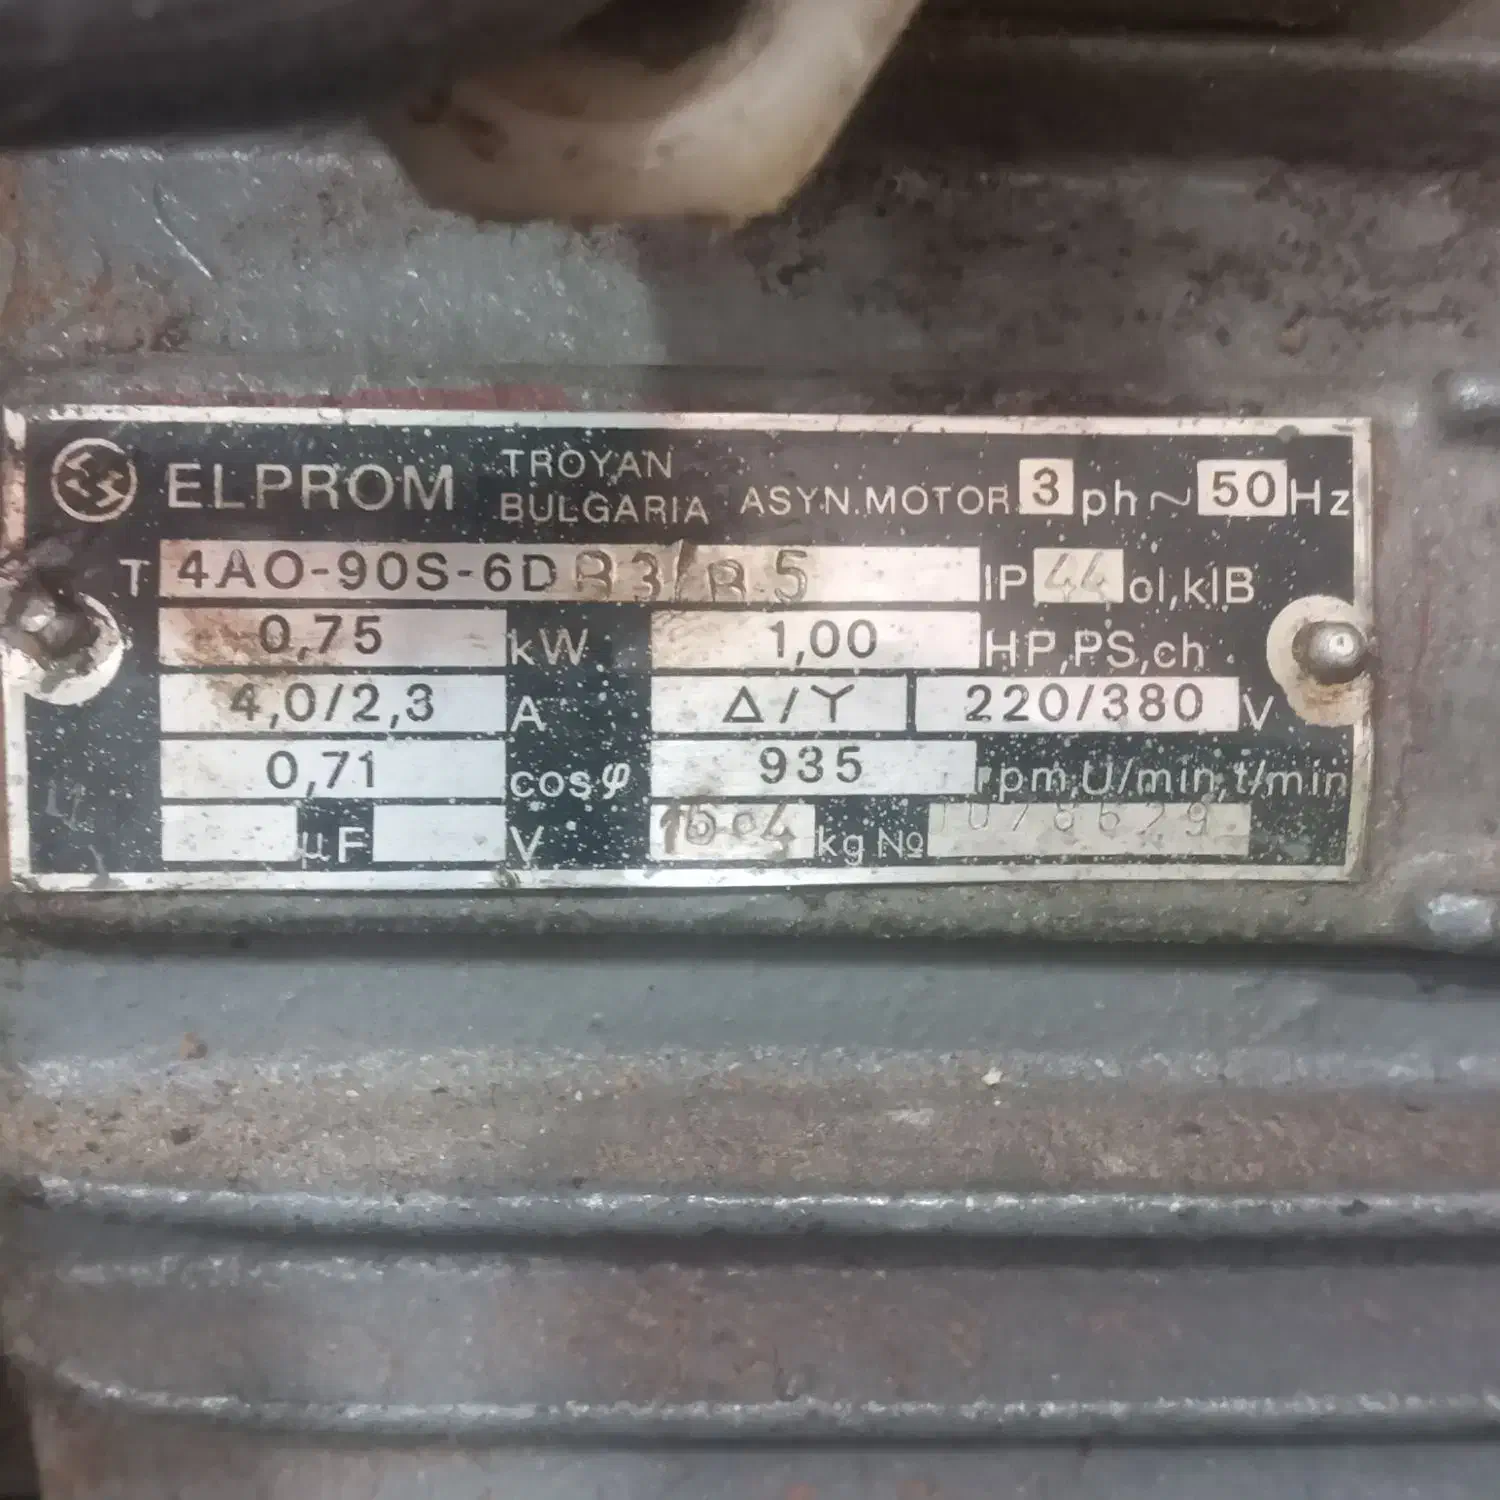 ELPROM TROYAN BULGARIA ASYN. MOTOR 3 ph ~ 50 Hz
T 4AO-90S-6D B3/B5 IP 44 cl,klB
0,75 kW 1,00 HP,PS,ch
4,0/2,3 A Δ/Y 220/380 V
0,71 cosφ 935 rpm,U/min,t/min
µF V kg №